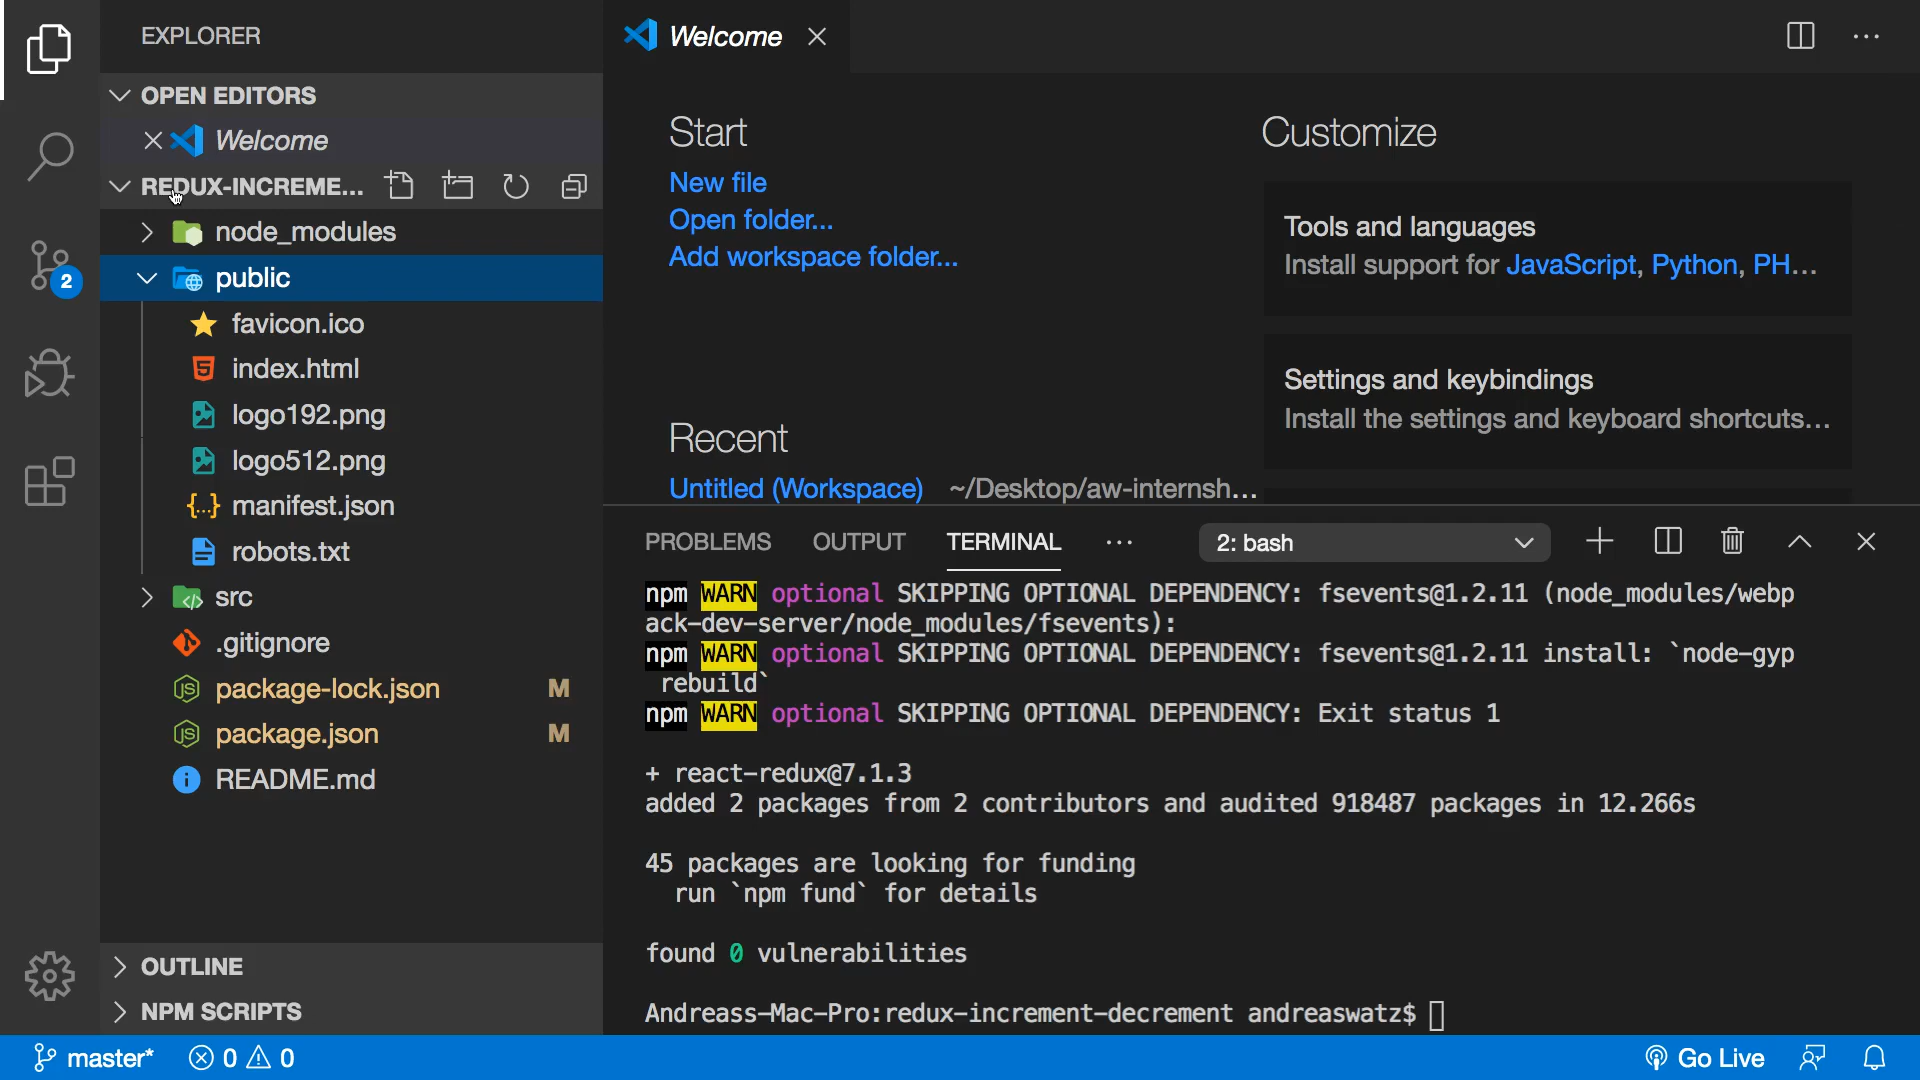 EXPLORER
OPEN EDITORS
Welcome
REDUX-INCREME...
node_modules
public
favicon.ico
index.html
logo192.png
logo512.png
manifest.json
robots.txt
src
.gitignore
package-lock.json M
package.json M
README.md
OUTLINE
NPM SCRIPTS
2
Welcome
Start
New file
Open folder...
Add workspace folder...
Recent
Untitled (Workspace) ~/Desktop/aw-internsh...
Customize
Tools and languages
Install support for JavaScript, Python, PH...
Settings and keybindings
Install the settings and keyboard shortcuts...
PROBLEMS OUTPUT TERMINAL ... 2: bash
npm WARN optional SKIPPING OPTIONAL DEPENDENCY: fsevents@1.2.11 (node_modules/webp
ack-dev-server/node_modules/fsevents):
npm WARN optional SKIPPING OPTIONAL DEPENDENCY: fsevents@1.2.11 install: `node-gyp
rebuild`
npm WARN optional SKIPPING OPTIONAL DEPENDENCY: Exit status 1
+ react-redux@7.1.3
added 2 packages from 2 contributors and audited 918487 packages in 12.266s
45 packages are looking for funding
run `npm fund` for details
found 0 vulnerabilities
Andreass-Mac-Pro:redux-increment-decrement andreaswatz$
master* 0 0 Go Live